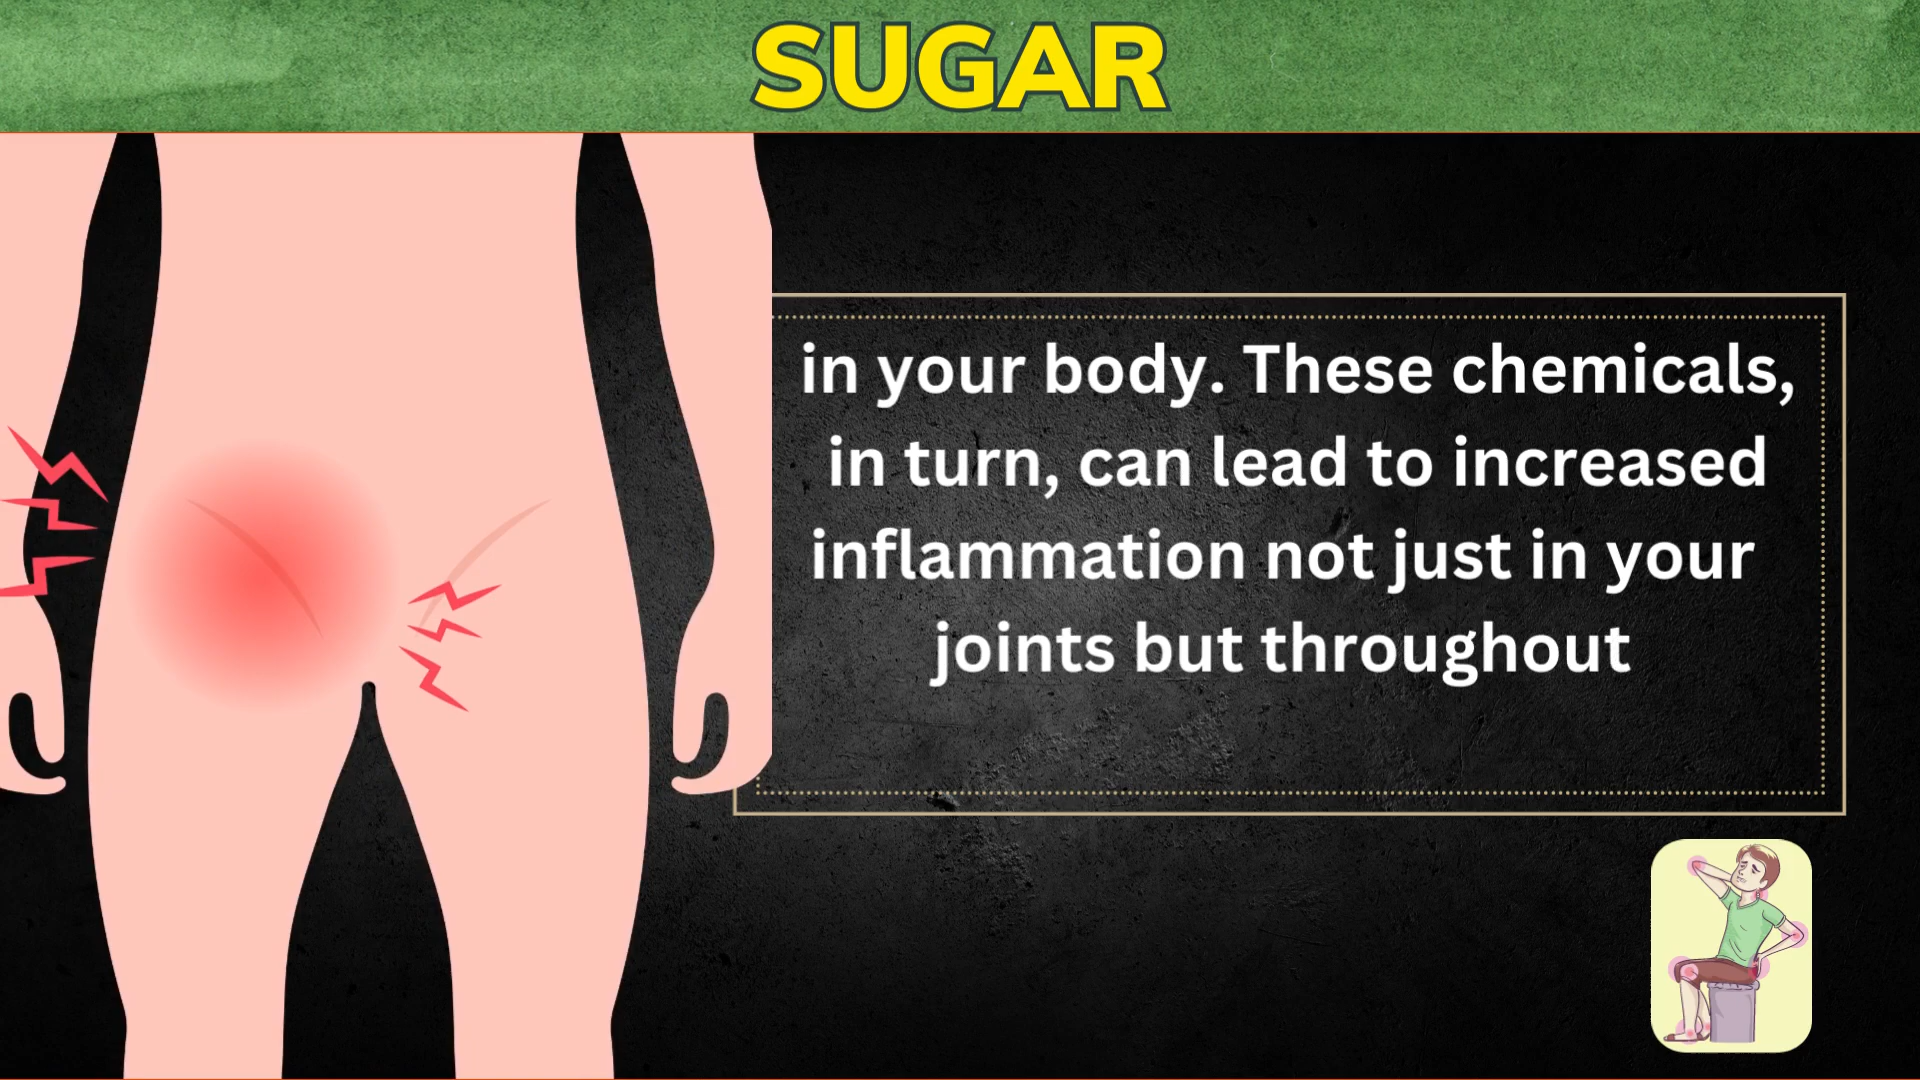 SUGAR
in your body. These chemicals,
in turn, can lead to increased
inflammation not just in your
joints but throughout